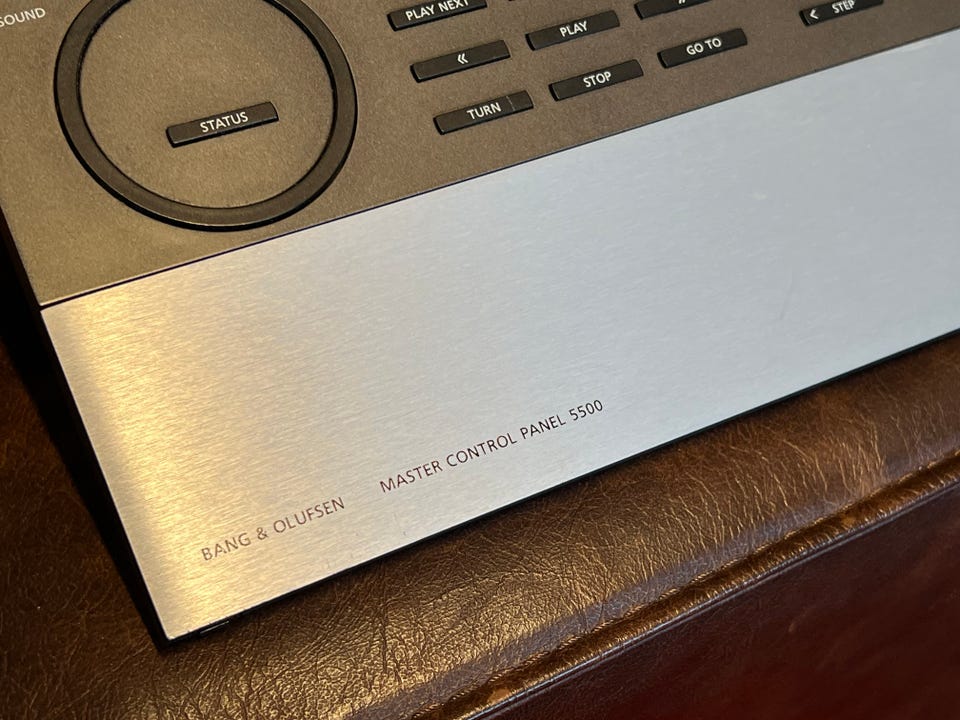 SOUND
PLAY NEXT
STATUS
«
PLAY
»
< STEP
TURN
STOP
GO TO
BANG & OLUFSEN MASTER CONTROL PANEL 5500